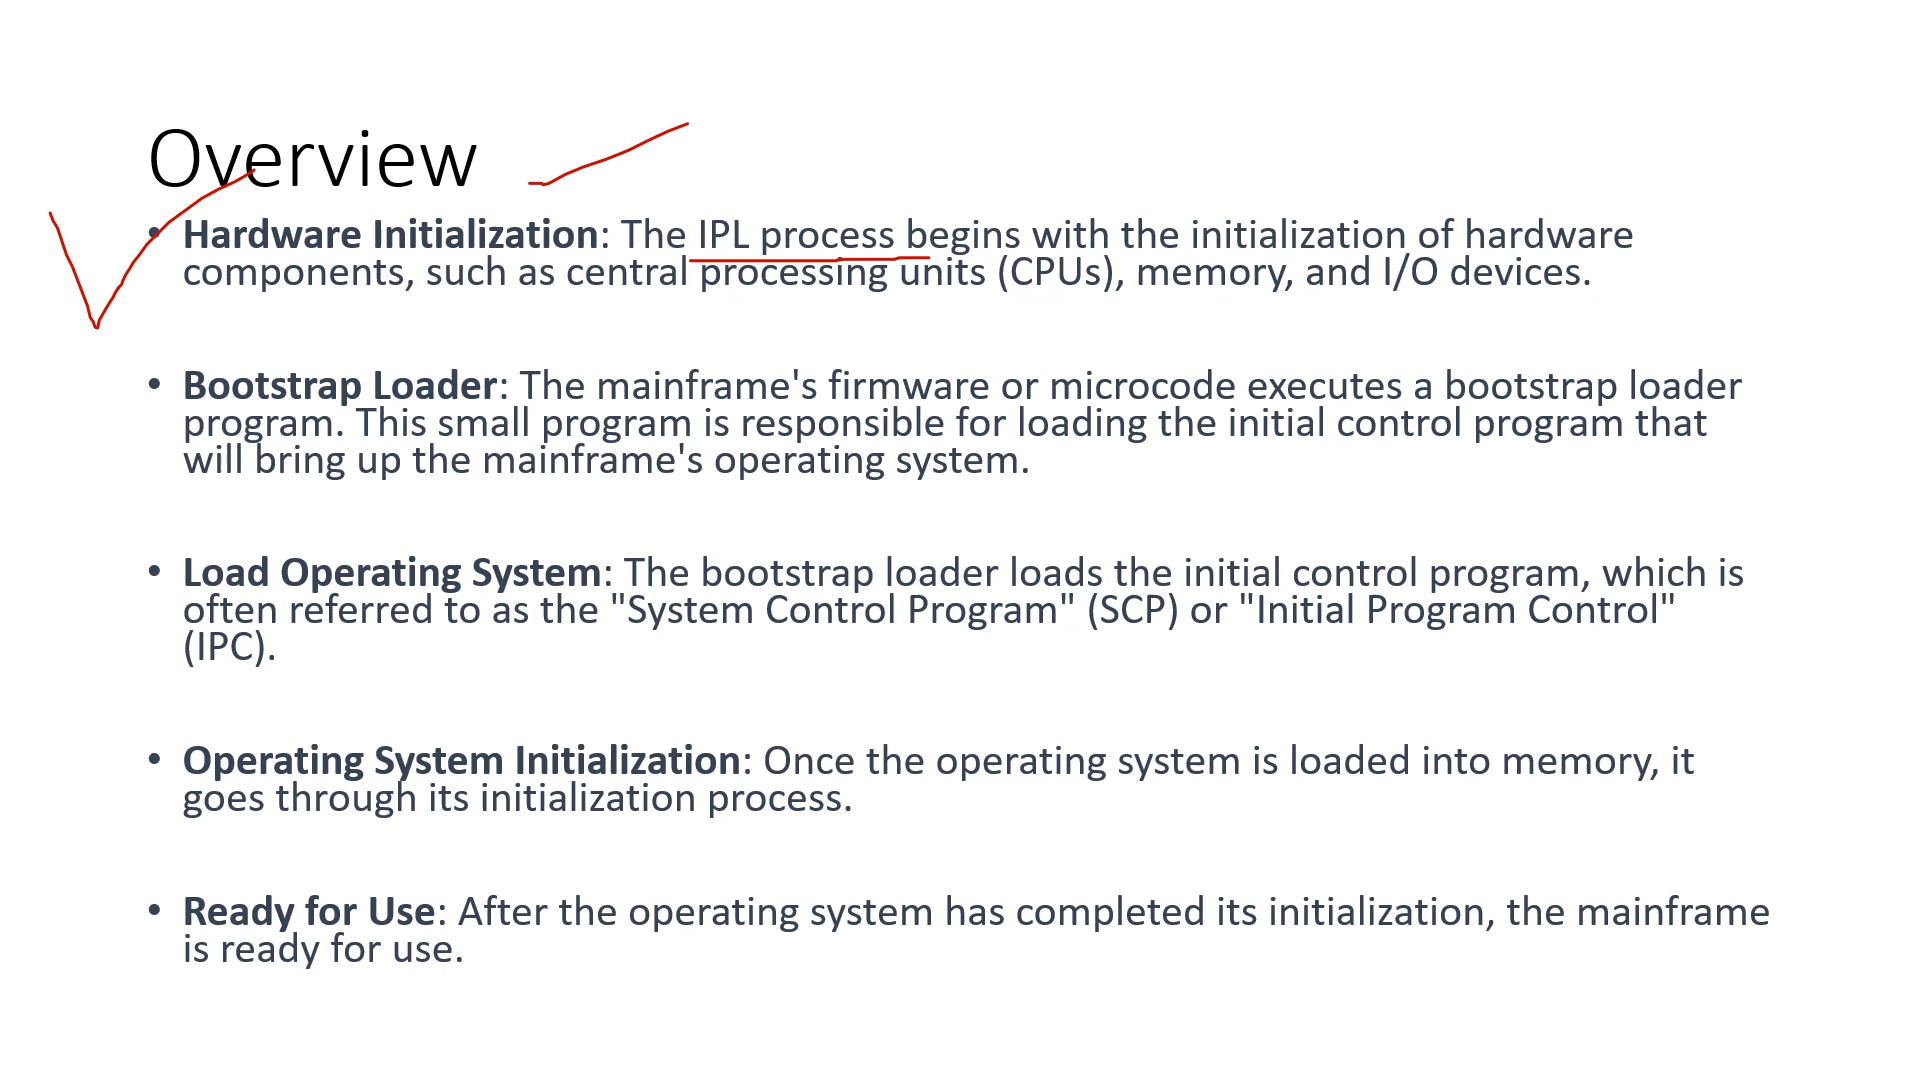 Overview
• Hardware Initialization: The IPL process begins with the initialization of hardware
components, such as central processing units (CPUs), memory, and I/O devices.
• Bootstrap Loader: The mainframe's firmware or microcode executes a bootstrap loader
program. This small program is responsible for loading the initial control program that
will bring up the mainframe's operating system.
• Load Operating System: The bootstrap loader loads the initial control program, which is
often referred to as the "System Control Program" (SCP) or "Initial Program Control"
(IPC).
• Operating System Initialization: Once the operating system is loaded into memory, it
goes through its initialization process.
• Ready for Use: After the operating system has completed its initialization, the mainframe
is ready for use.